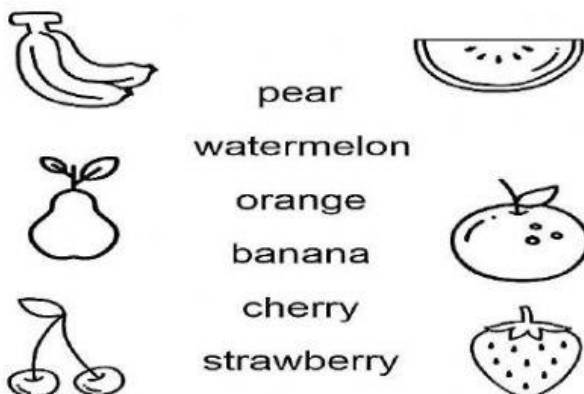 pear
watermelon
orange
banana
cherry
strawberry